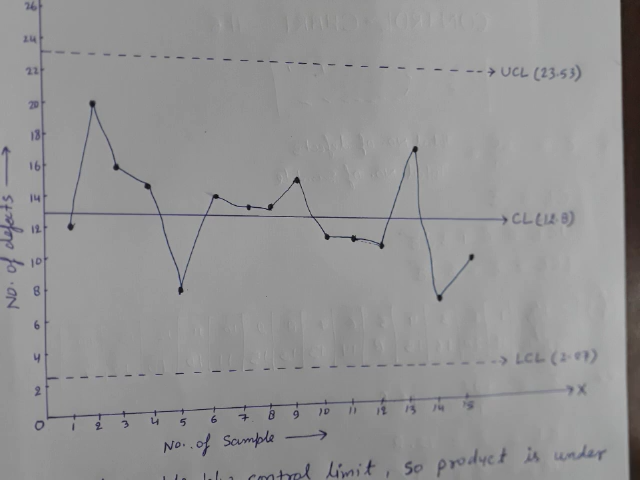 26
24
22
20
18
16
14
12
10
8
6
4
2
0
No. of defects
UCL (23.53)
CL (12.8)
LCL (2.07)
1 2 3 4 5 6 7 8 9 10 11 12 13 14 15
X
No. of Sample
control limit, so product is under